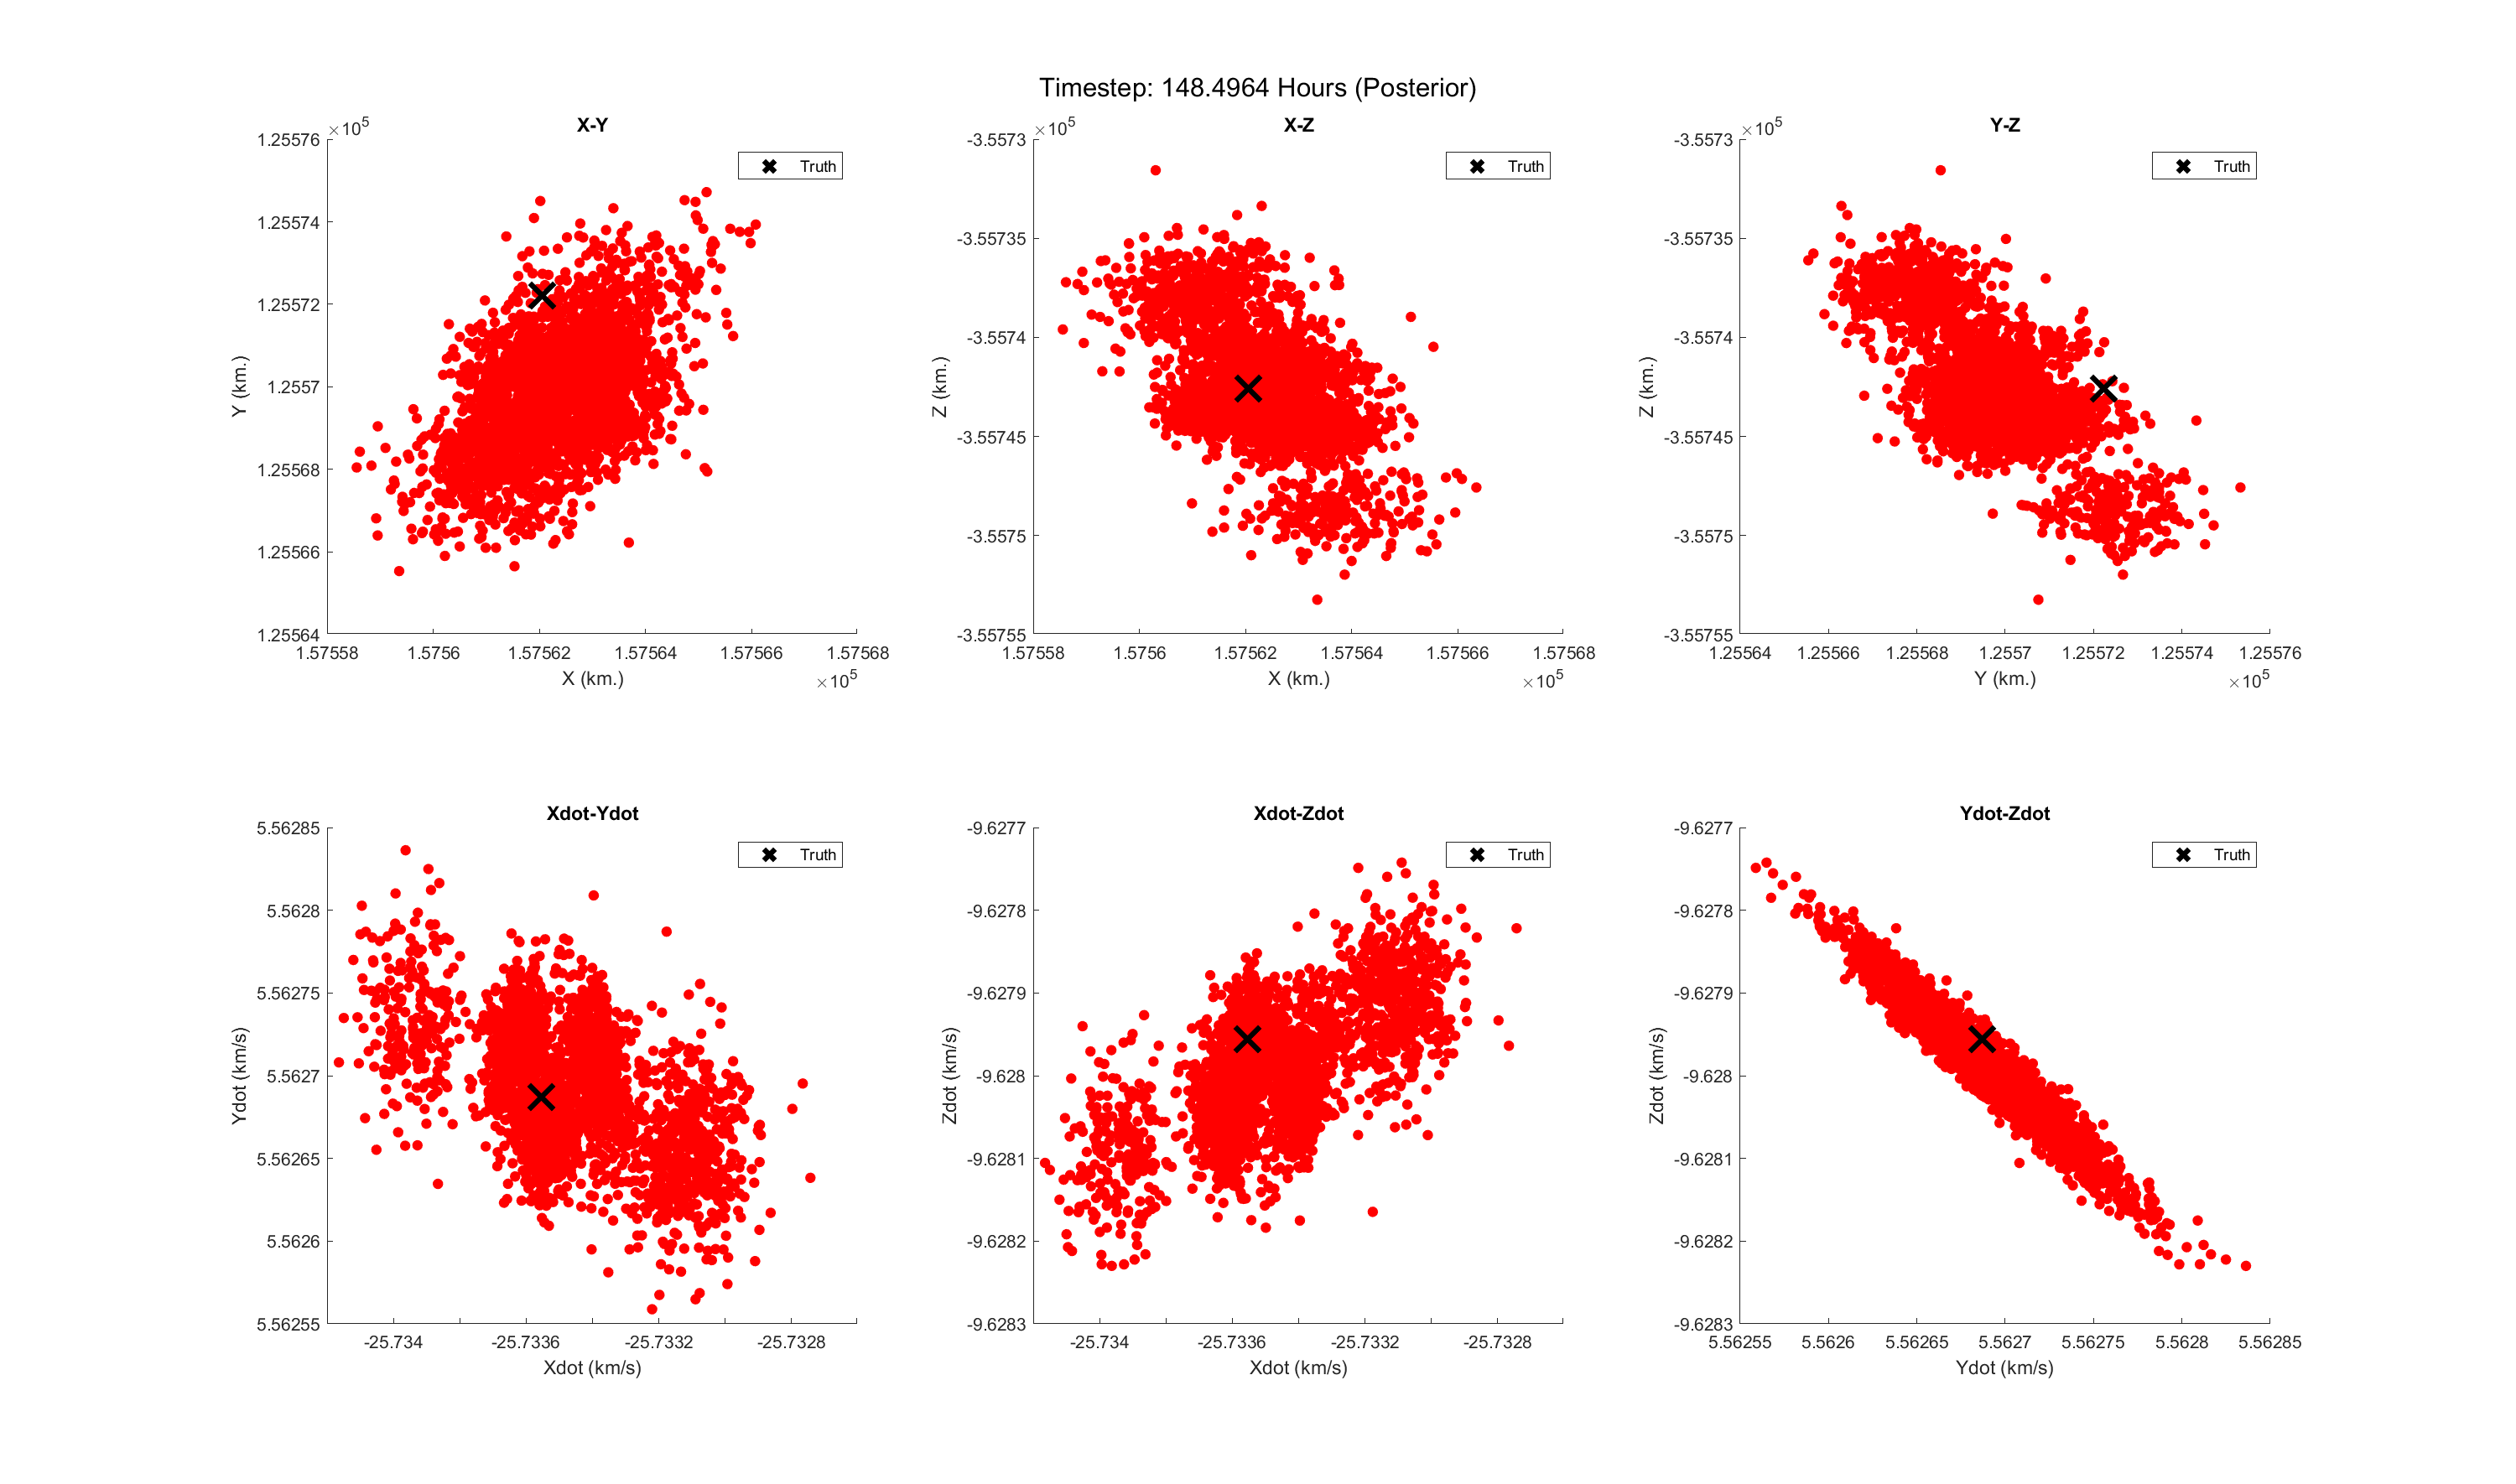 Timestep: 148.4964 Hours (Posterior)
X-Y
×10^5
1.25576
1.25574
1.25572
1.2557
1.25568
1.25566
1.25564
Y (km.)
Truth
1.57558 1.5756 1.57562 1.57564 1.57566 1.57568
X (km.)
×10^5
X-Z
×10^5
-3.5573
-3.55735
-3.5574
-3.55745
-3.5575
-3.55755
Z (km.)
Truth
1.57558 1.5756 1.57562 1.57564 1.57566 1.57568
X (km.)
×10^5
Y-Z
×10^5
-3.5573
-3.55735
-3.5574
-3.55745
-3.5575
-3.55755
Z (km.)
Truth
1.25564 1.25566 1.25568 1.2557 1.25572 1.25574 1.25576
Y (km.)
×10^5
Xdot-Ydot
5.56285
5.5628
5.56275
5.5627
5.56265
5.5626
5.56255
Ydot (km/s)
Truth
-25.734 -25.7336 -25.7332 -25.7328
Xdot (km/s)
Xdot-Zdot
-9.6277
-9.6278
-9.6279
-9.628
-9.6281
-9.6282
-9.6283
Zdot (km/s)
Truth
-25.734 -25.7336 -25.7332 -25.7328
Xdot (km/s)
Ydot-Zdot
-9.6277
-9.6278
-9.6279
-9.628
-9.6281
-9.6282
-9.6283
Zdot (km/s)
Truth
5.56255 5.5626 5.56265 5.5627 5.56275 5.5628 5.56285
Ydot (km/s)